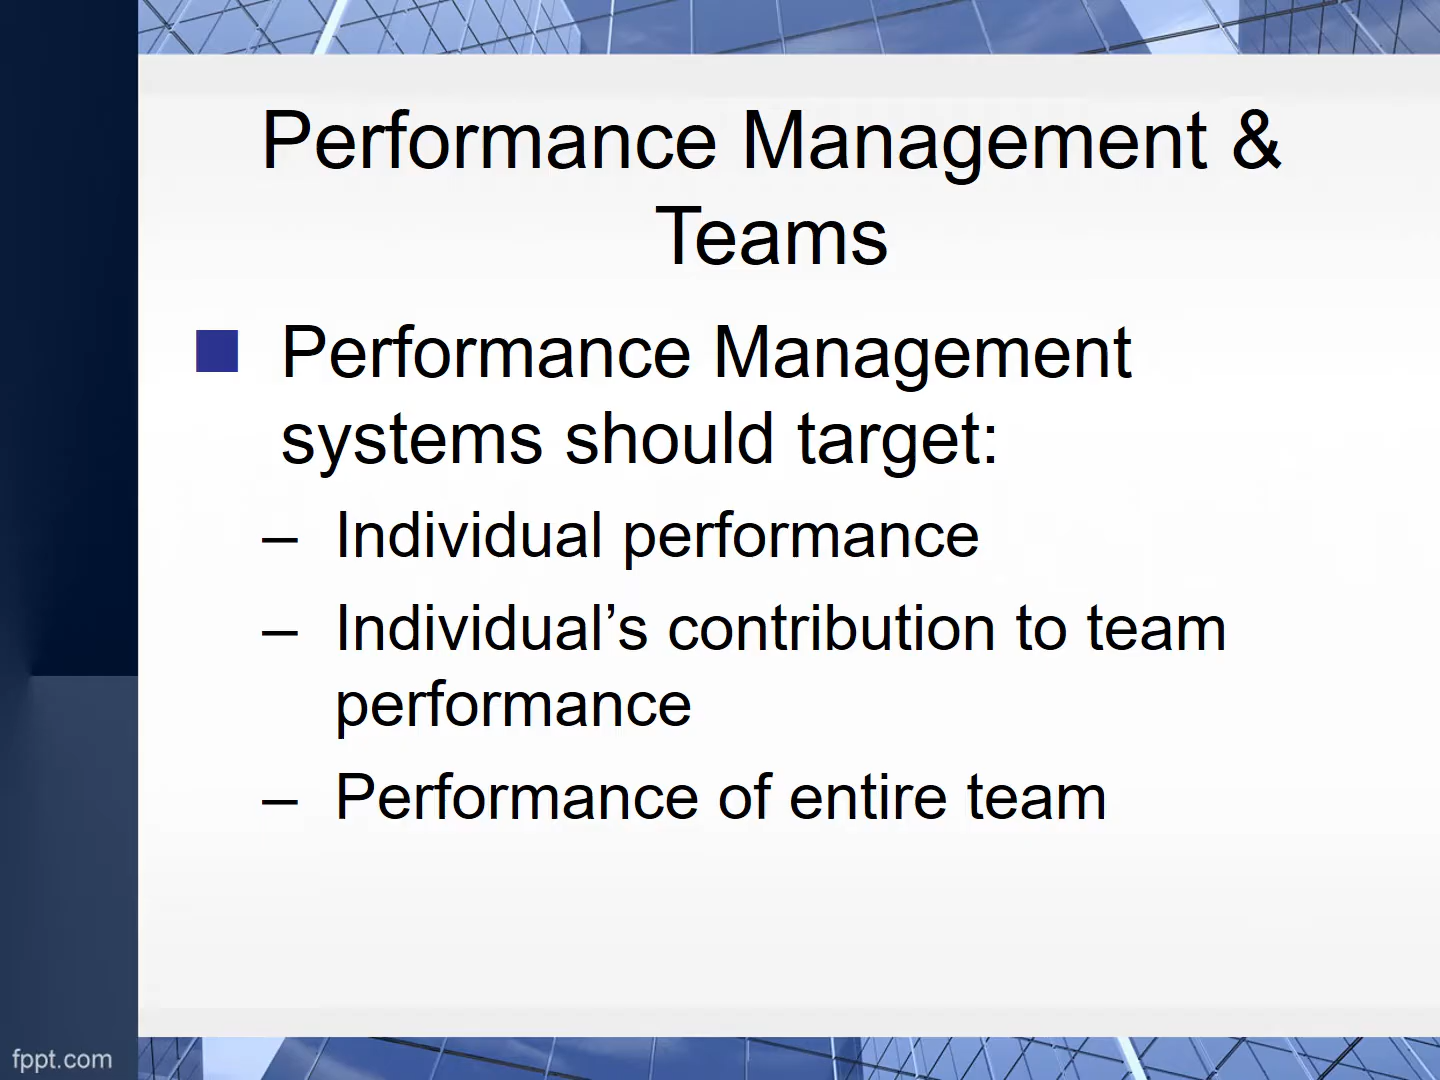 Performance Management &
Teams
Performance Management
systems should target:
– Individual performance
– Individual’s contribution to team
performance
– Performance of entire team
fppt.com